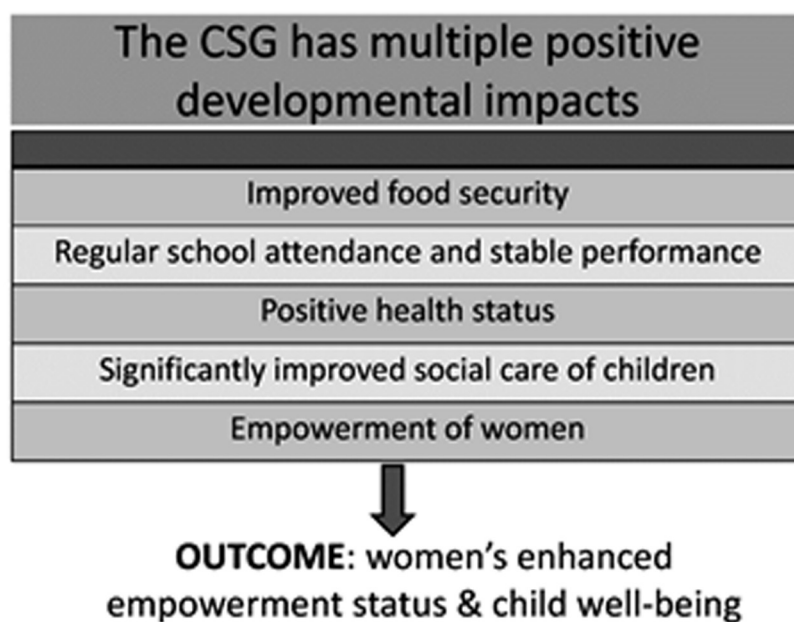 The CSG has multiple positive
developmental impacts
Improved food security
Regular school attendance and stable performance
Positive health status
Significantly improved social care of children
Empowerment of women
OUTCOME: women’s enhanced
empowerment status & child well-being